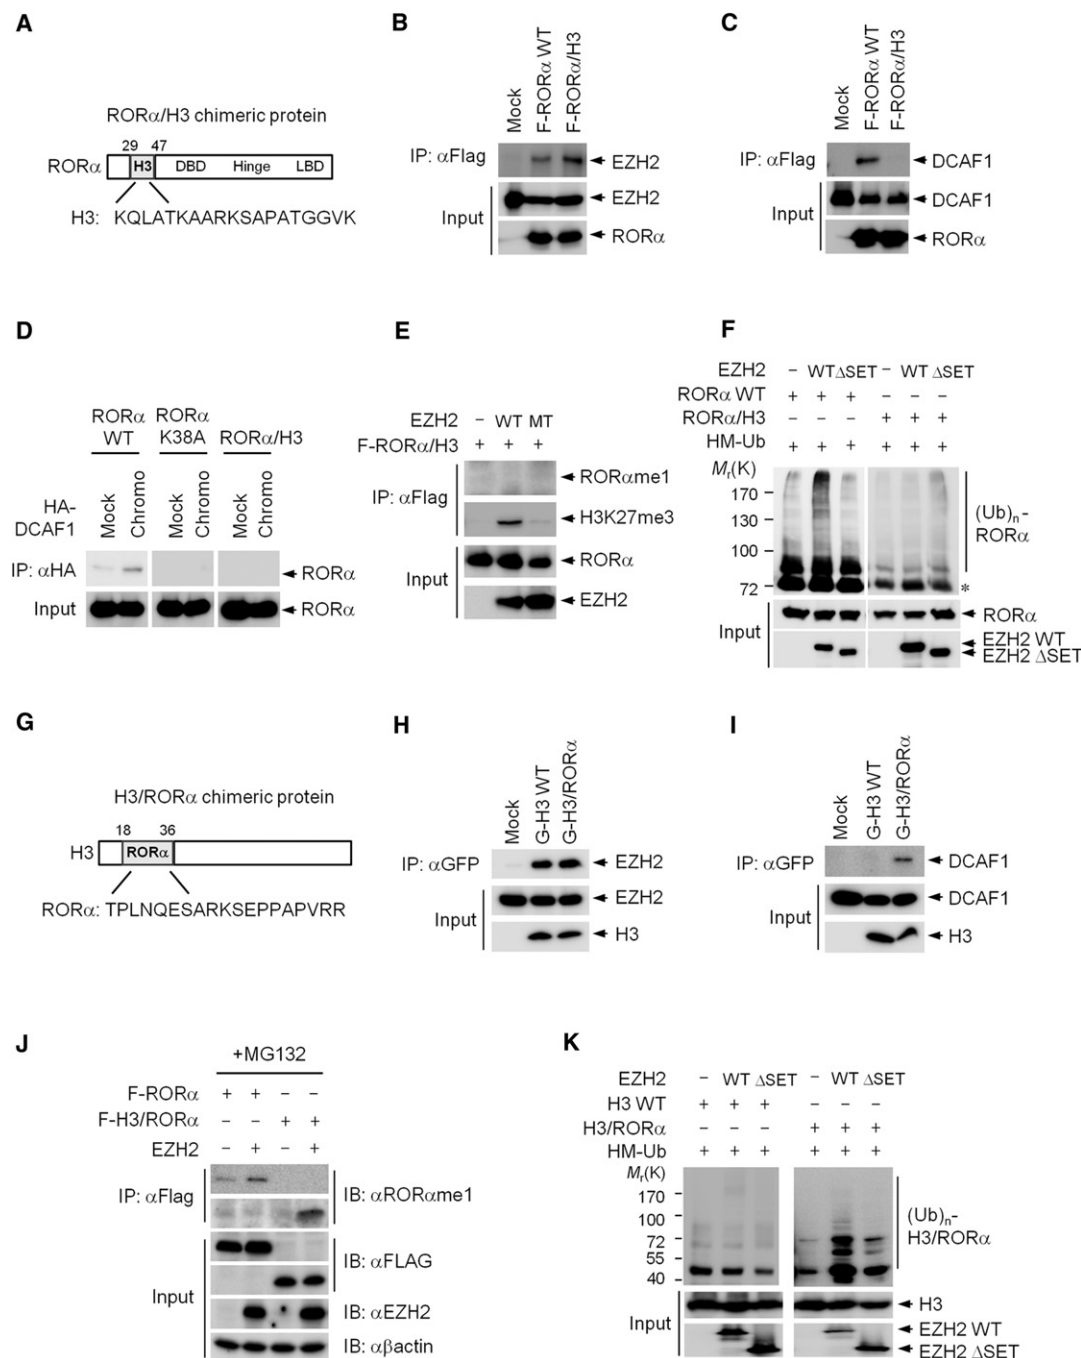 A
RORα/H3 chimeric protein
29 47
RORα H3 DBD Hinge LBD
H3: KQLATKAARKSAPATGGVK
B
Mock
F-RORα WT
F-RORα/H3
IP: αFlag EZH2
EZH2
Input
RORα
C
Mock
F-RORα WT
F-RORα/H3
IP: αFlag DCAF1
DCAF1
Input
RORα
D
RORα WT
RORα K38A
RORα/H3
HA-DCAF1
Mock
Chromo
Mock
Chromo
Mock
Chromo
IP: αHA RORα
Input RORα
E
EZH2 – WT MT
F-RORα/H3 + + +
RORαme1
IP: αFlag
H3K27me3
RORα
Input
EZH2
F
EZH2 – WT ΔSET – WT ΔSET
RORα WT + + + – – –
RORα/H3 – – – + + +
HM-Ub + + + + + +
Mr(K)
170
130
100
72
(Ub)n-RORα
*
RORα
Input
EZH2 WT
EZH2 ΔSET
G
H3/RORα chimeric protein
18 36
H3 RORα
RORα: TPLNQESARKSEPPAPVRR
H
Mock
G-H3 WT
G-H3/RORα
IP: αGFP EZH2
EZH2
Input
H3
I
Mock
G-H3 WT
G-H3/RORα
IP: αGFP DCAF1
DCAF1
Input
H3
J
+MG132
F-RORα + + – –
F-H3/RORα – – + +
EZH2 – + – +
IP: αFlag IB: αRORαme1
IB: αFLAG
Input
IB: αEZH2
IB: αβactin
K
EZH2 – WT ΔSET – WT ΔSET
H3 WT + + + – – –
H3/RORα – – – + + +
HM-Ub + + + + + +
Mr(K)
170
100
72
55
40
(Ub)n-H3/RORα
H3
Input
EZH2 WT
EZH2 ΔSET